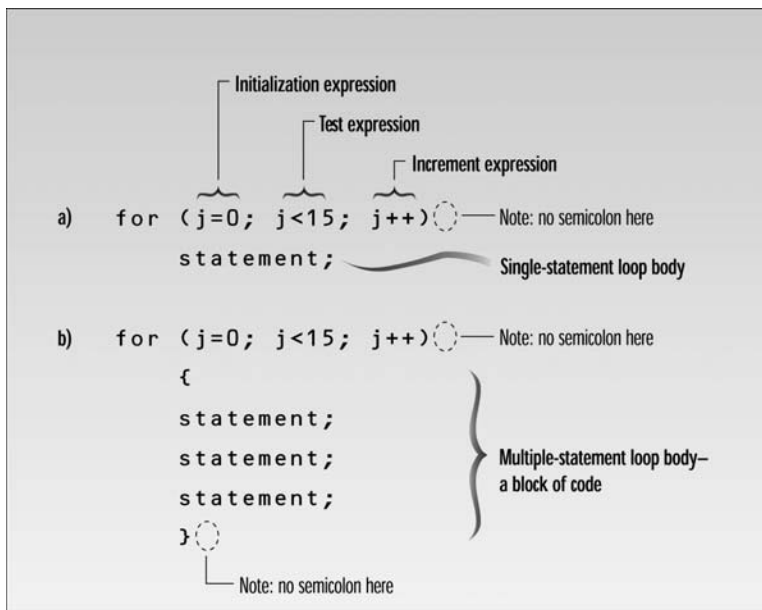 Initialization expression
Test expression
Increment expression
a) for (j=0; j<15; j++) Note: no semicolon here
statement; Single-statement loop body
b) for (j=0; j<15; j++) Note: no semicolon here
{
statement;
statement;
Multiple-statement loop body–
a block of code
statement;
}
Note: no semicolon here